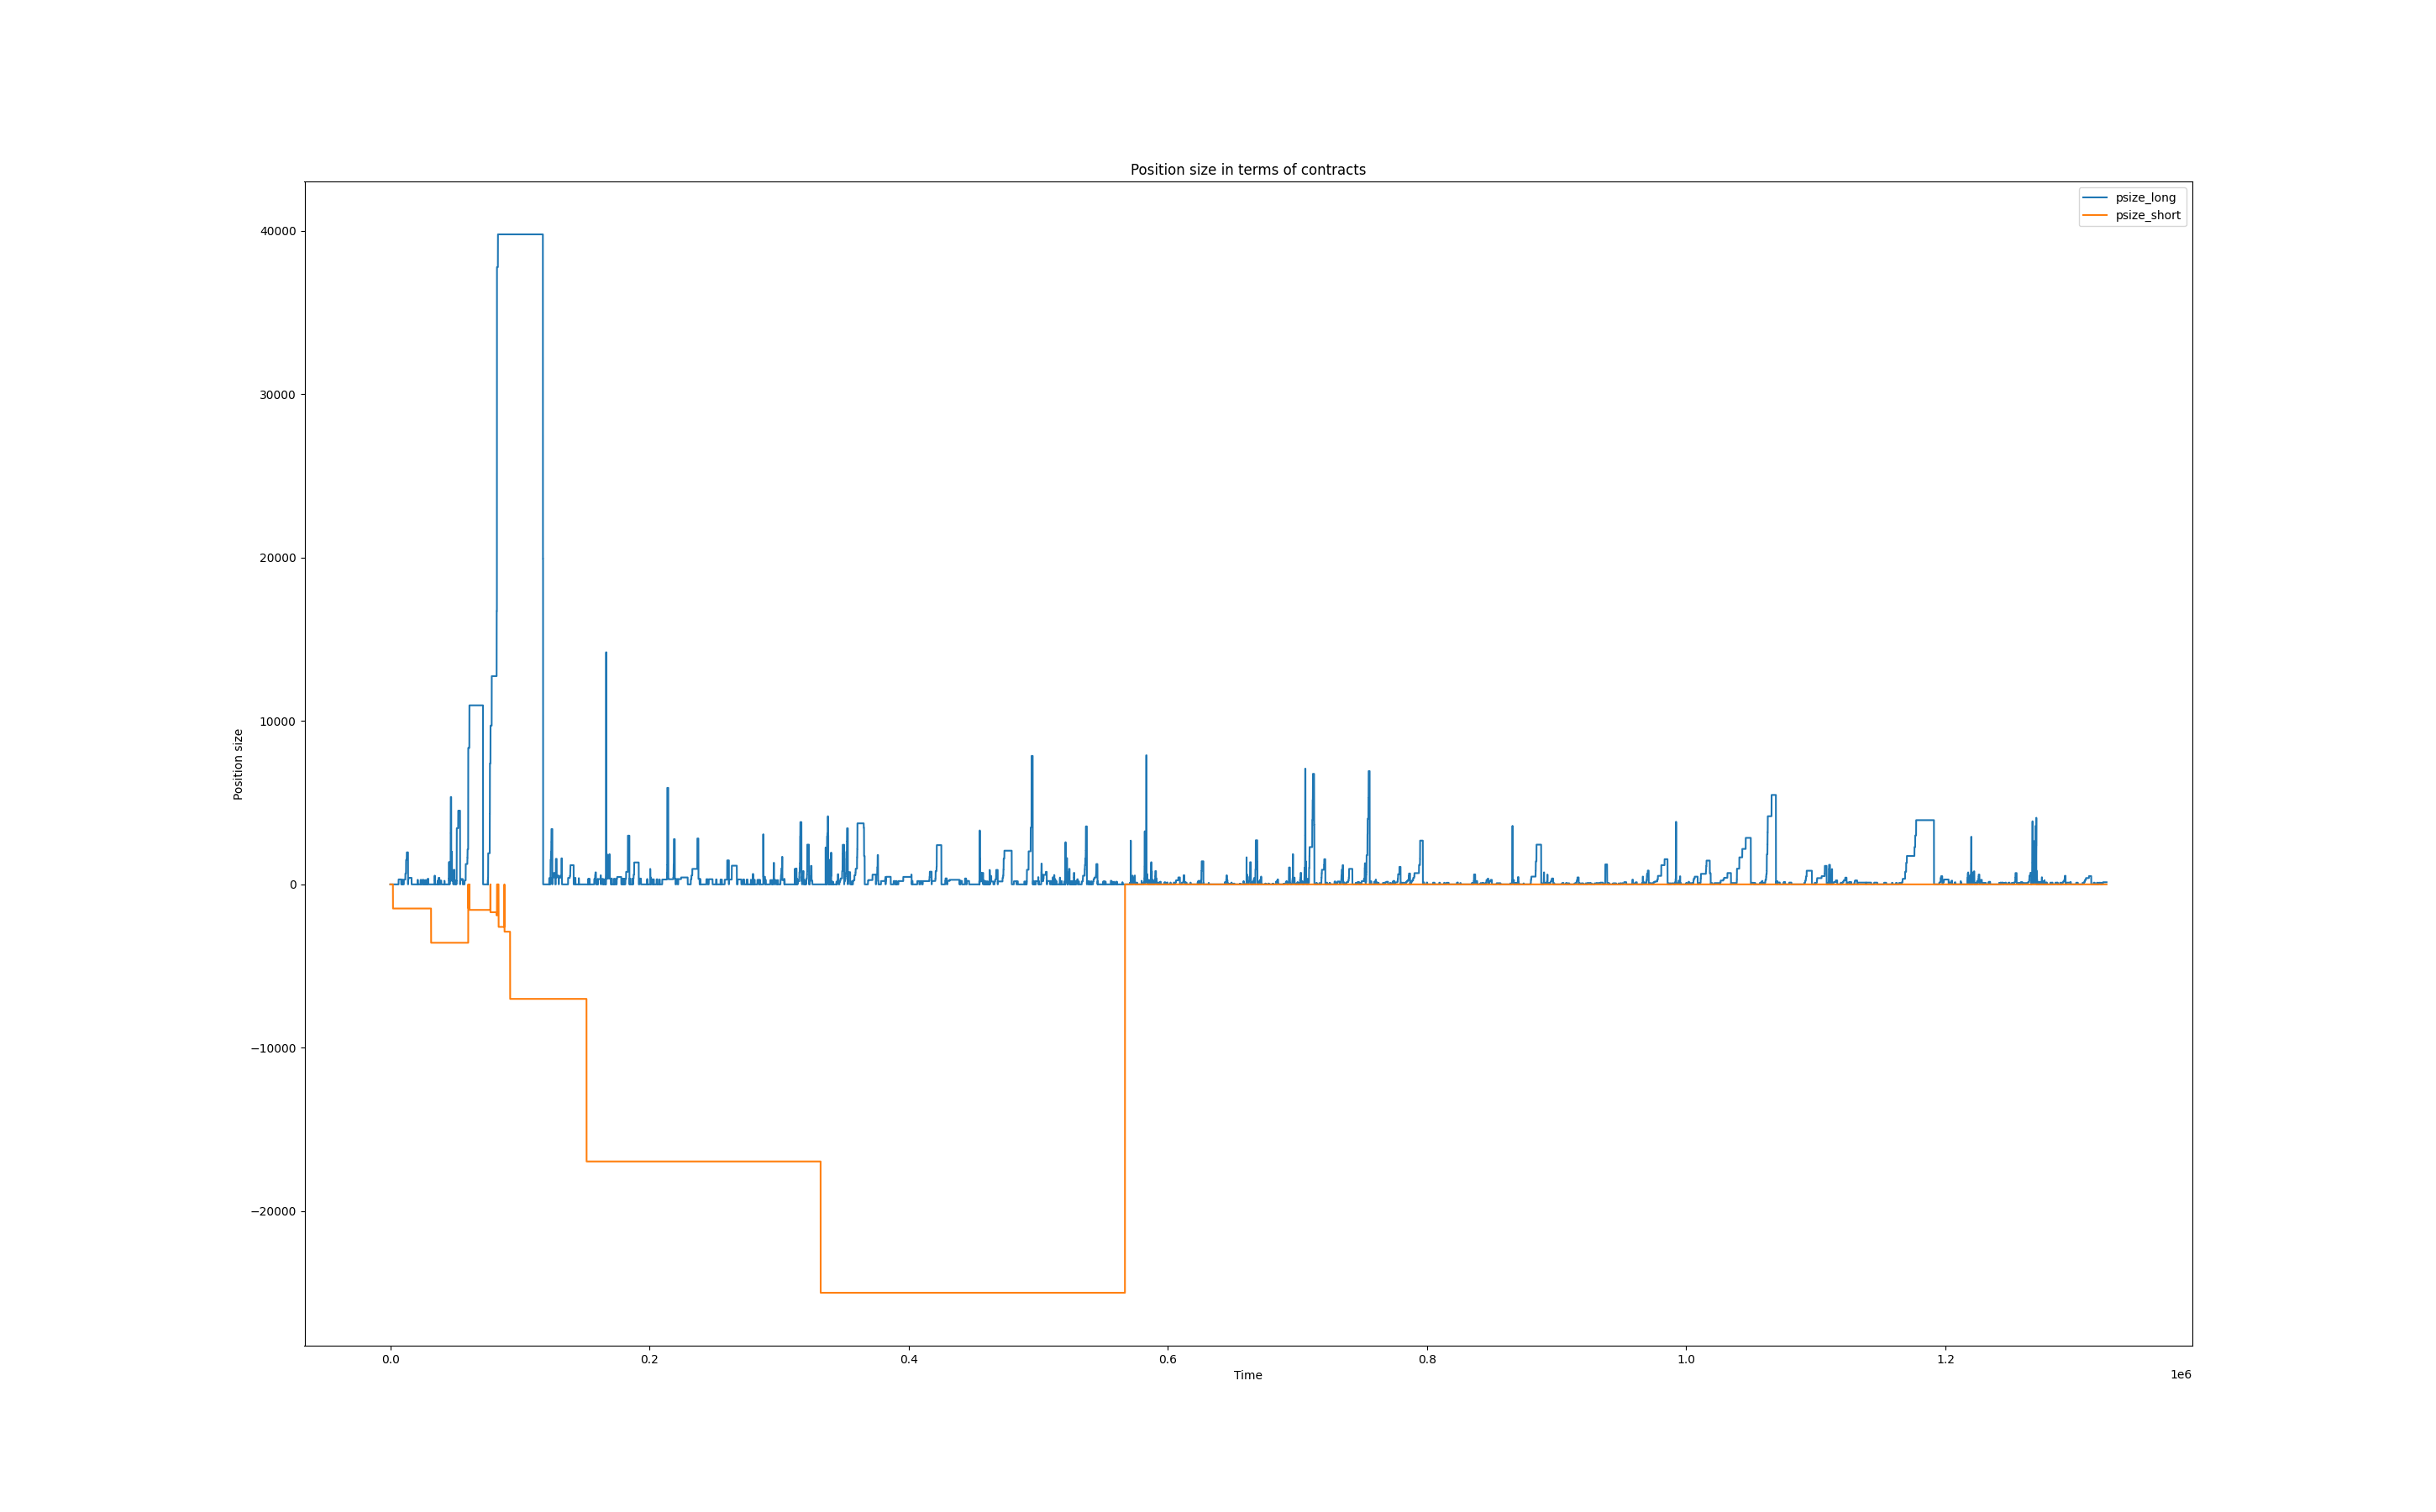 Position size in terms of contracts
psize_long
psize_short
40000
30000
20000
10000
0
−10000
−20000
Position size
0.0
0.2
0.4
0.6
0.8
1.0
1.2
1e6
Time